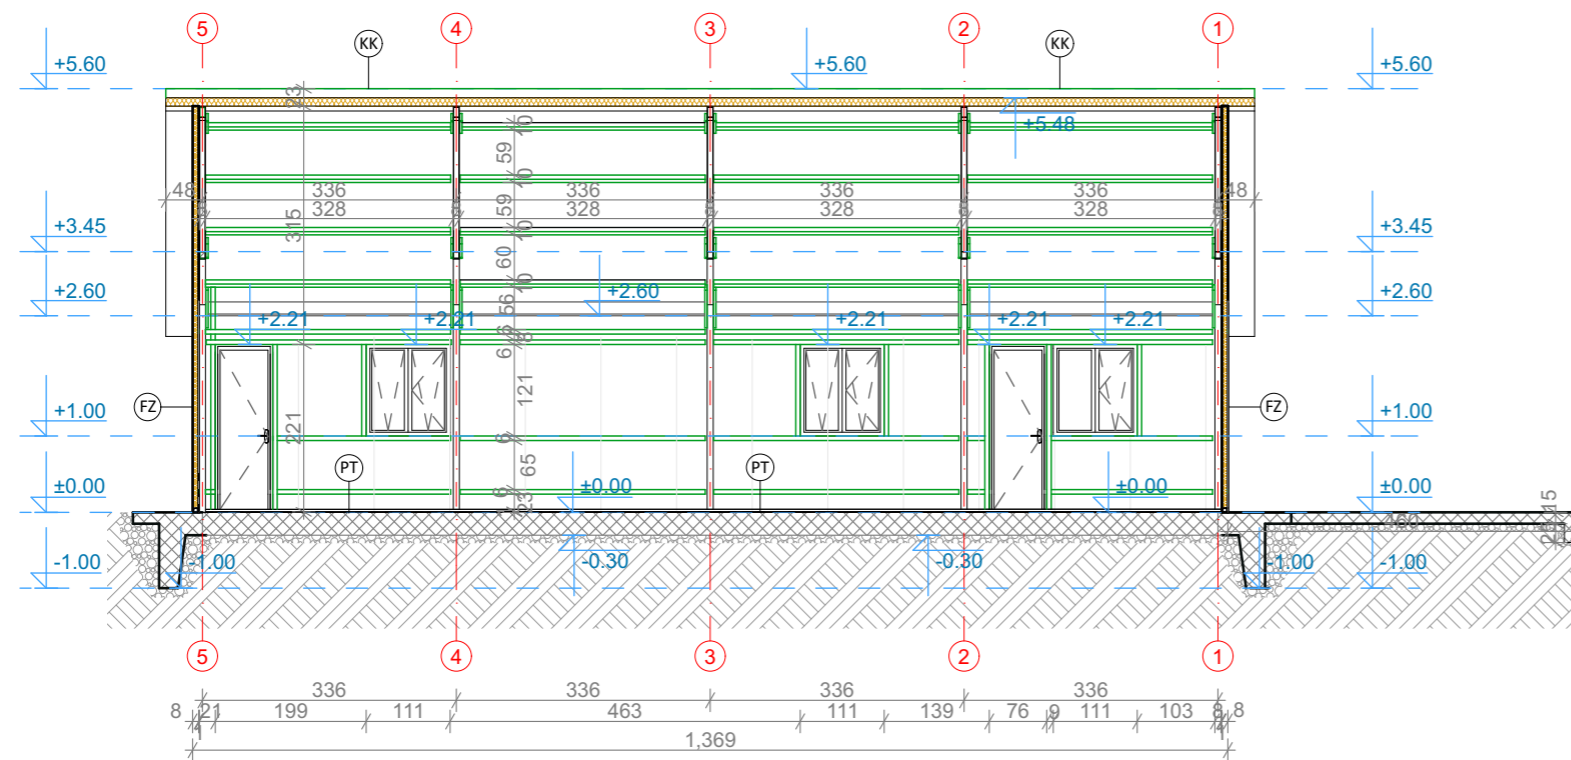 5 4 3 2 1
KK KK
+5.60 +5.60 +5.60
23
+5.48
10
59
10
48 336 336 336 336 48
59
328 328 328 328
315
10
+3.45 +3.45
60
10
+2.60 +2.60 +2.60
56
+2.21 +2.21 +2.21 +2.21 +2.21
6 6
6
121
FZ FZ
+1.00 +1.00
221
6
65
PT PT
±0.00 ±0.00 ±0.00 ±0.00
6
23
15
-1.00 -1.00 -0.30 -0.30 -1.00 -1.00
5 4 3 2 1
336 336 336 336
8 21 199 111 463 111 139 76 9 111 103 8 8
1,369